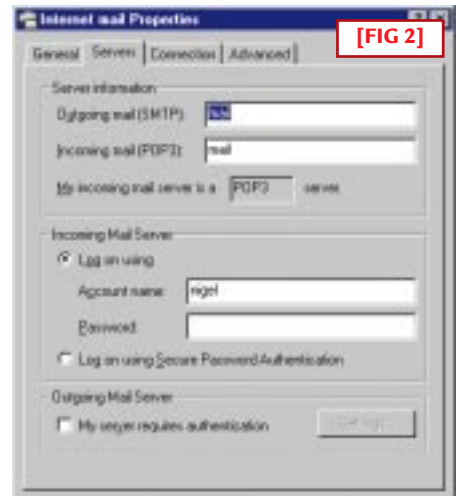 Internet mail Properties
[FIG 2]
General Servers Connection Advanced
Server information
Outgoing mail (SMTP):
Incoming mail (POP3): mail
My incoming mail server is a POP3 server.
Incoming Mail Server
Log on using
Account name: nigel
Password:
Log on using Secure Password Authentication
Outgoing Mail Server
My server requires authentication